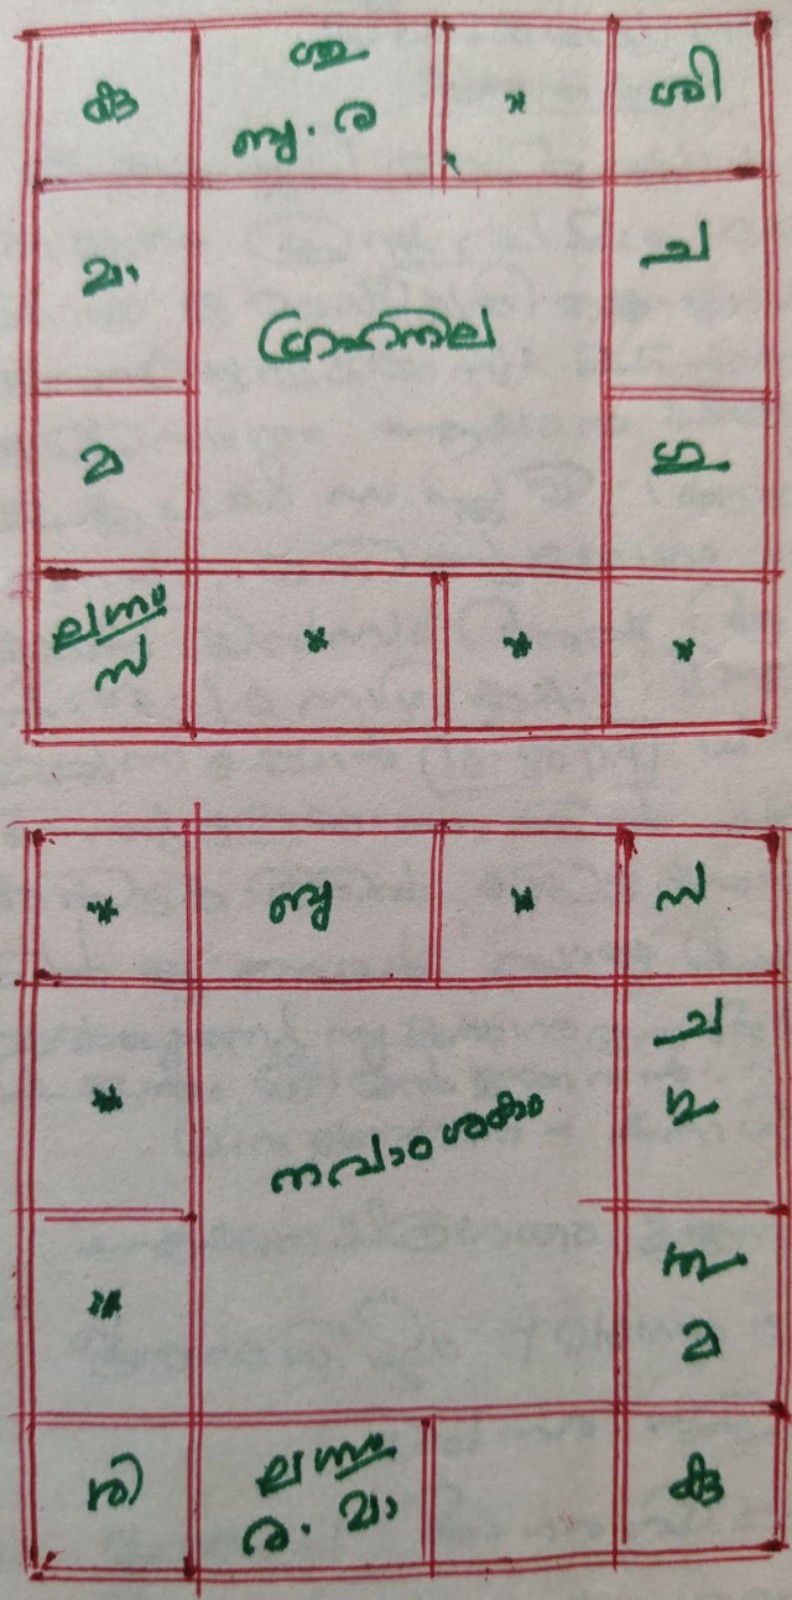 കു
ശു
ബു. ര
*
ശി
മാ
ഗ്രഹനില
ച
മ
ഗു
ലഗ്നം
സ
*
*
*
*
ബു
*
സ
*
നവാംശകം
ച
*
മ
ശി
ലഗ്നം
ര. മാ
കു